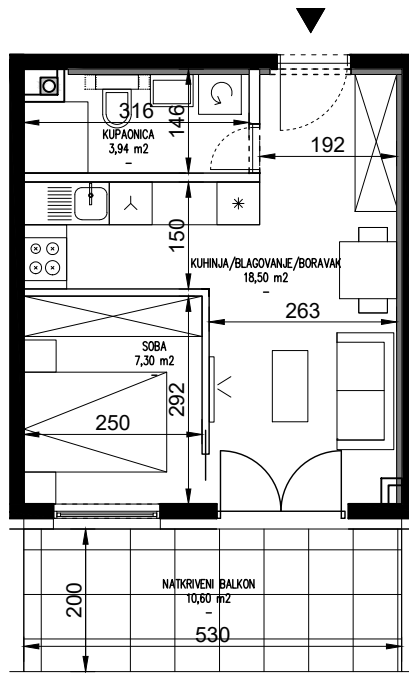 316
146
KUPAONICA
3,94 m2
192
150
KUHINJA/BLAGOVANJE/BORAVAK
18,50 m2
263
SOBA
7,30 m2
292
250
NATKRIVENI BALKON
10,60 m2
200
530